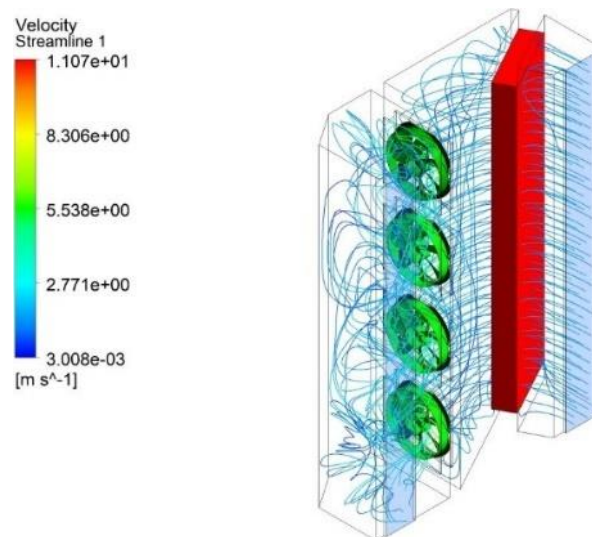 Velocity
Streamline 1
1.107e+01
8.306e+00
5.538e+00
2.771e+00
3.008e-03
[m s^-1]